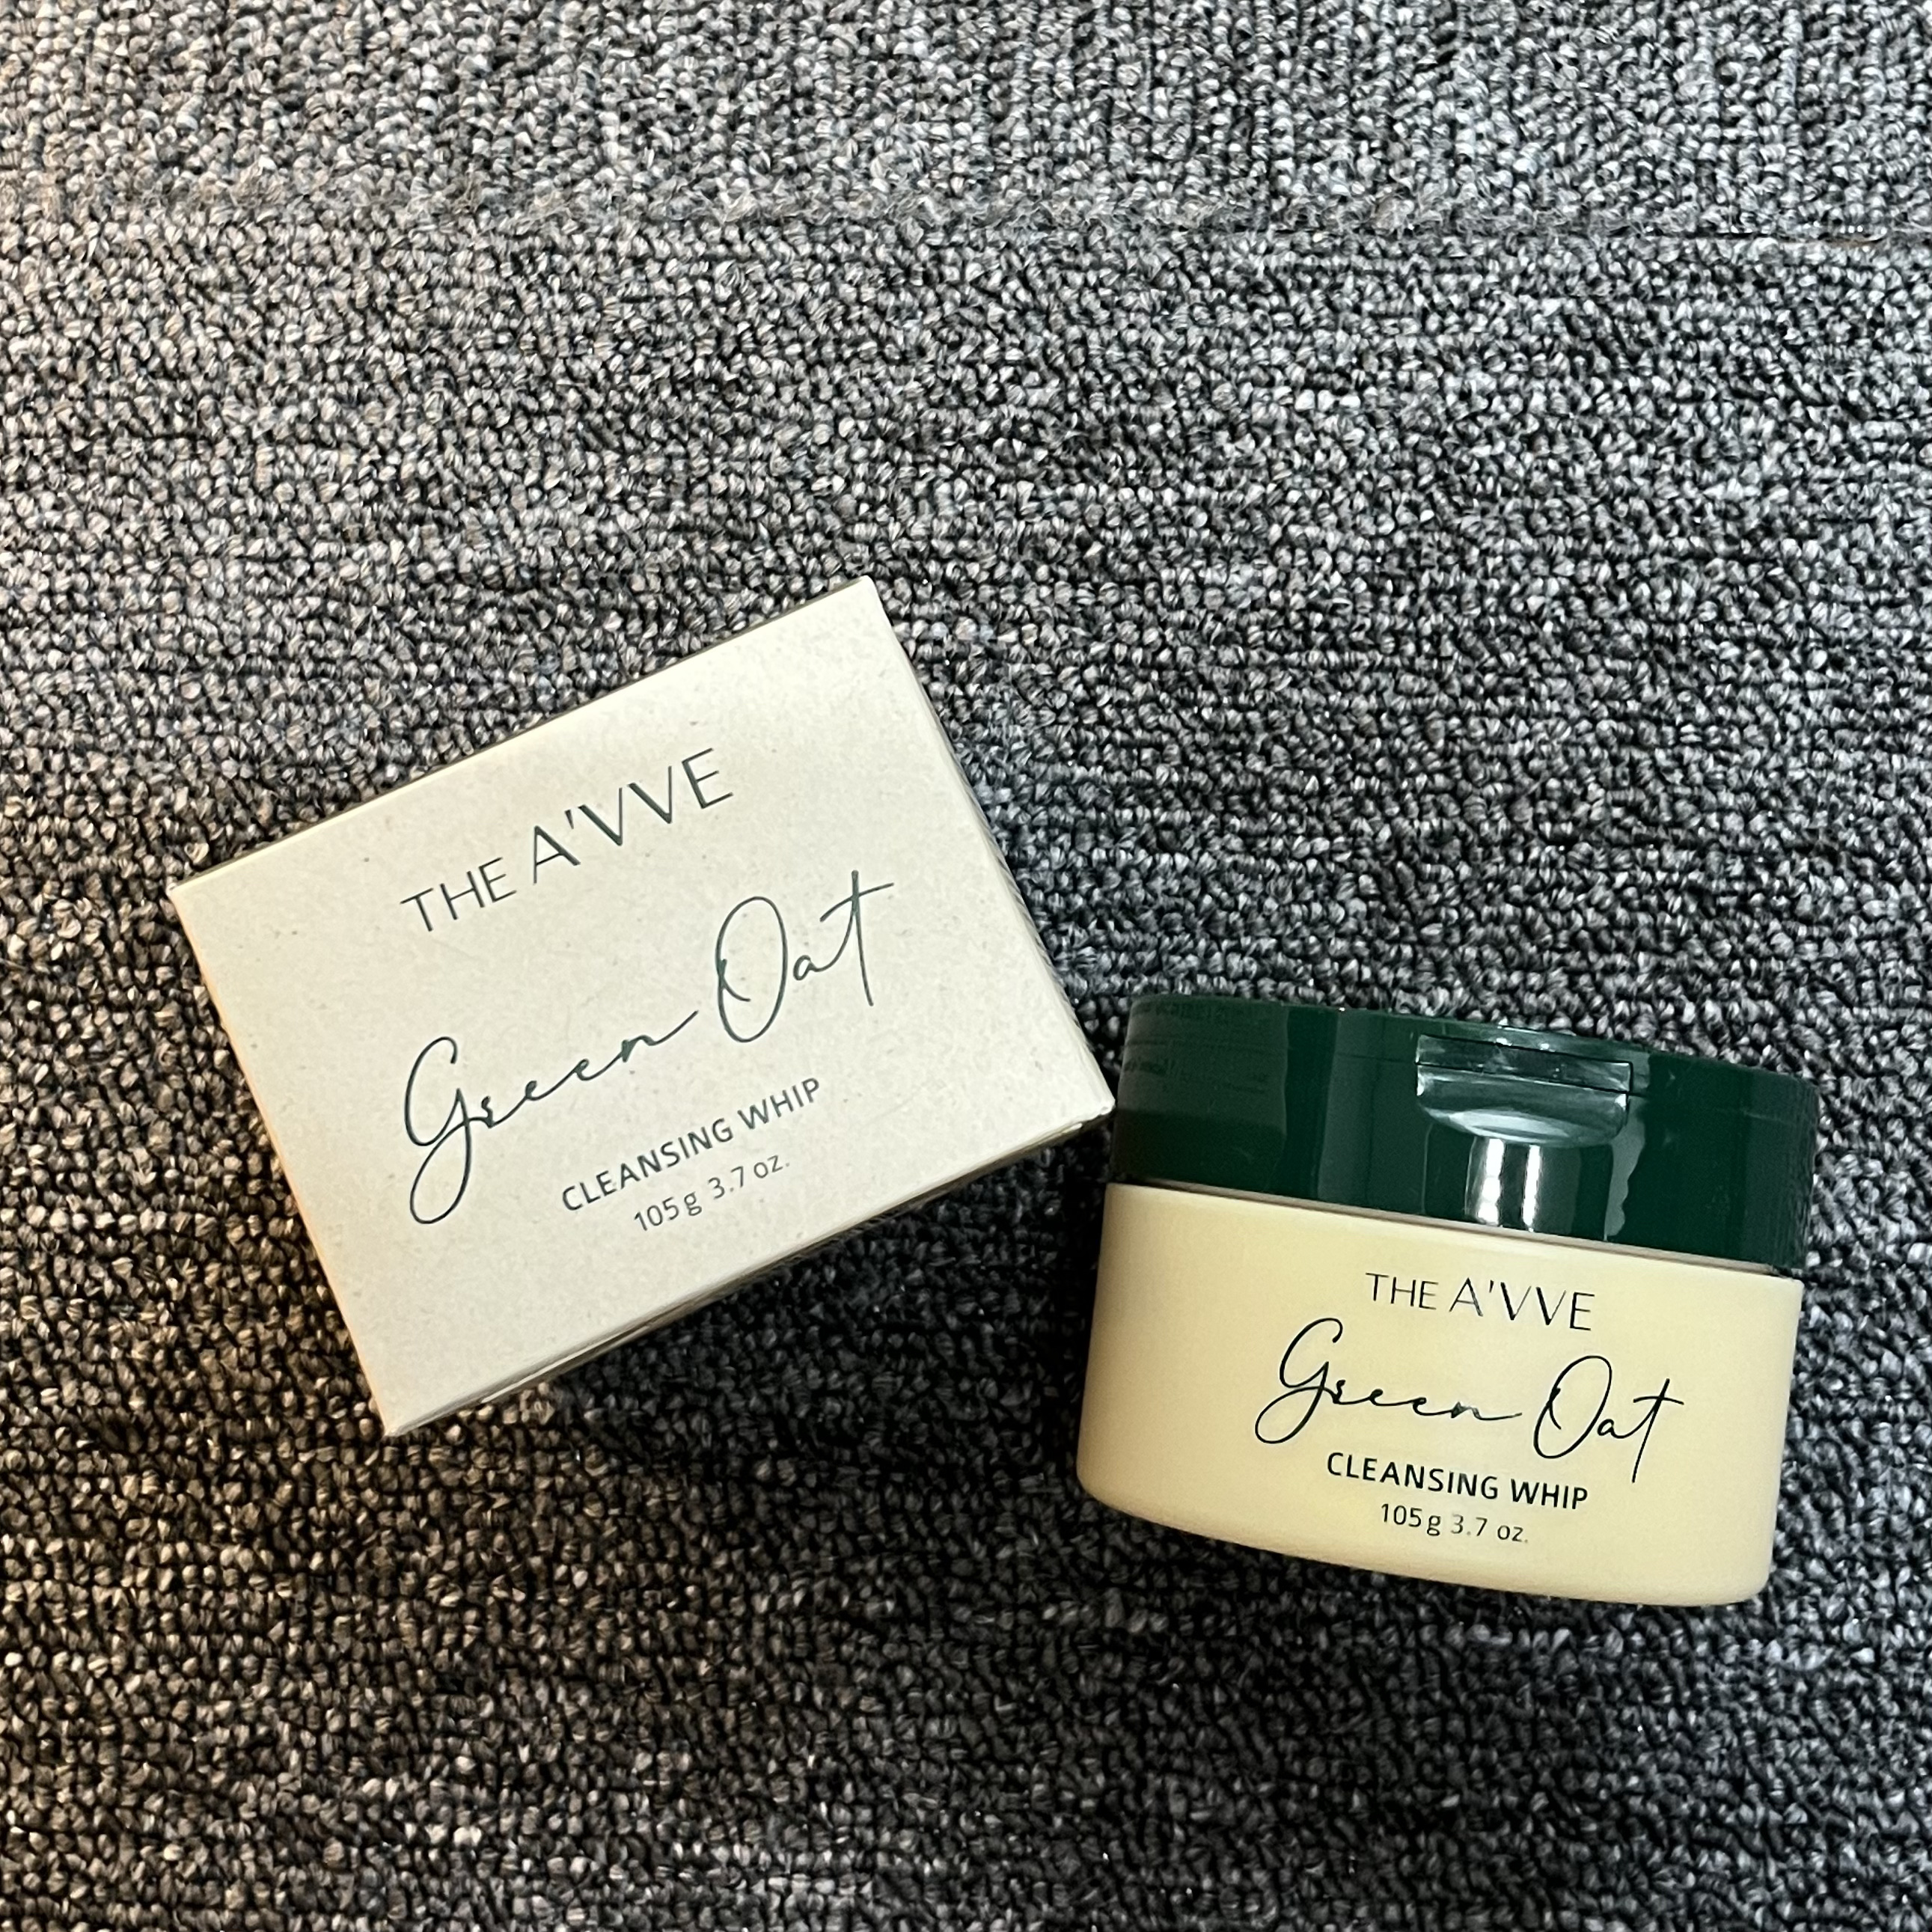 THE A'VVE
Green Oat
CLEANSING WHIP
105g 3.7 oz.
THE A'VVE
Green Oat
CLEANSING WHIP
105g 3.7 oz.